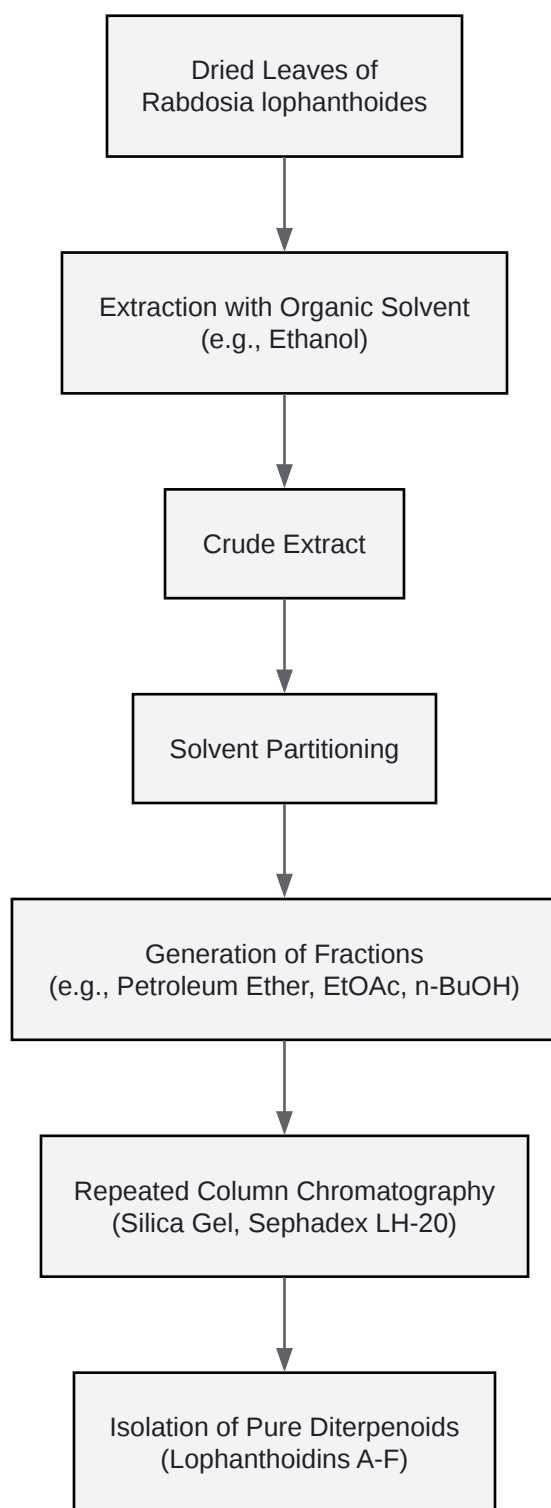 Dried Leaves of
Rabdosia lophanthoides
Extraction with Organic Solvent
(e.g., Ethanol)
Crude Extract
Solvent Partitioning
Generation of Fractions
(e.g., Petroleum Ether, EtOAc, n-BuOH)
Repeated Column Chromatography
(Silica Gel, Sephadex LH-20)
Isolation of Pure Diterpenoids
(Lophanthoidins A-F)